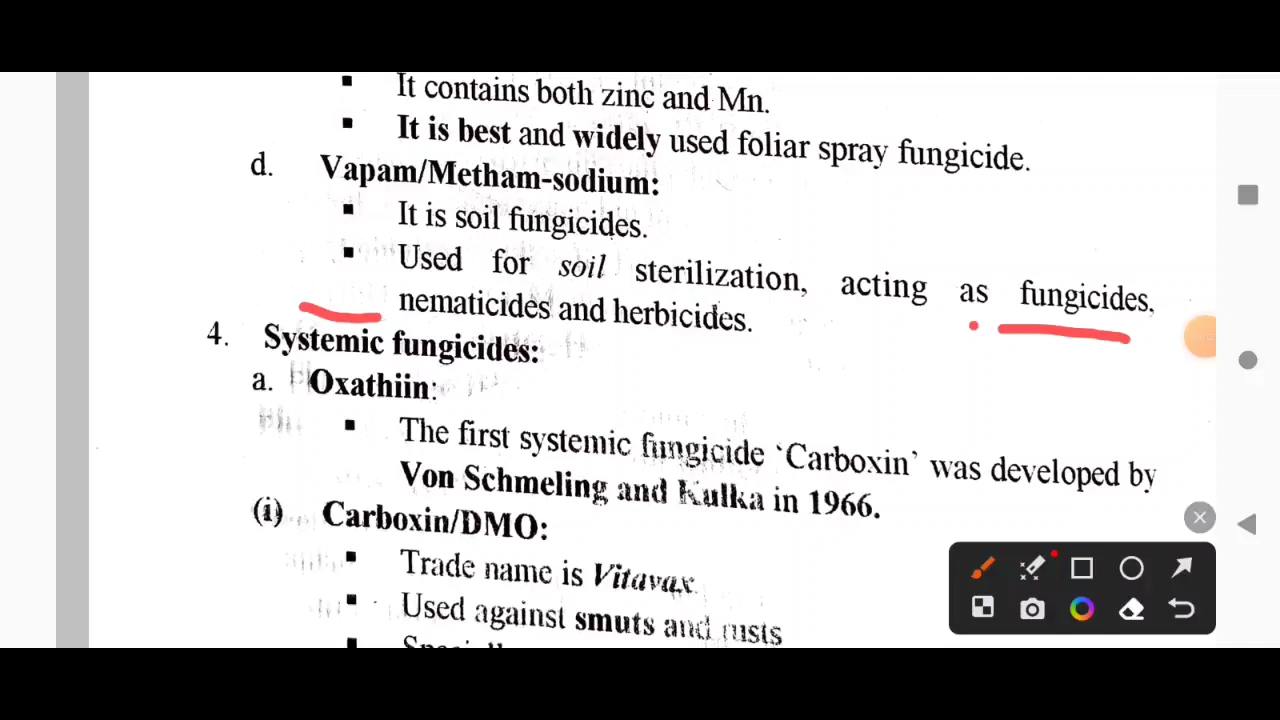 ▪ It contains both zinc and Mn.
▪ It is best and widely used foliar spray fungicide.
d. Vapam/Metham-sodium:
▪ It is soil fungicides.
▪ Used for soil sterilization, acting as fungicides,
nematicides and herbicides.
4. Systemic fungicides:
a. Oxathiin:
▪ The first systemic fungicide ‘Carboxin’ was developed by
Von Schmeling and Kulka in 1966.
(i) Carboxin/DMO:
▪ Trade name is Vitavax
▪ Used against smuts and rusts